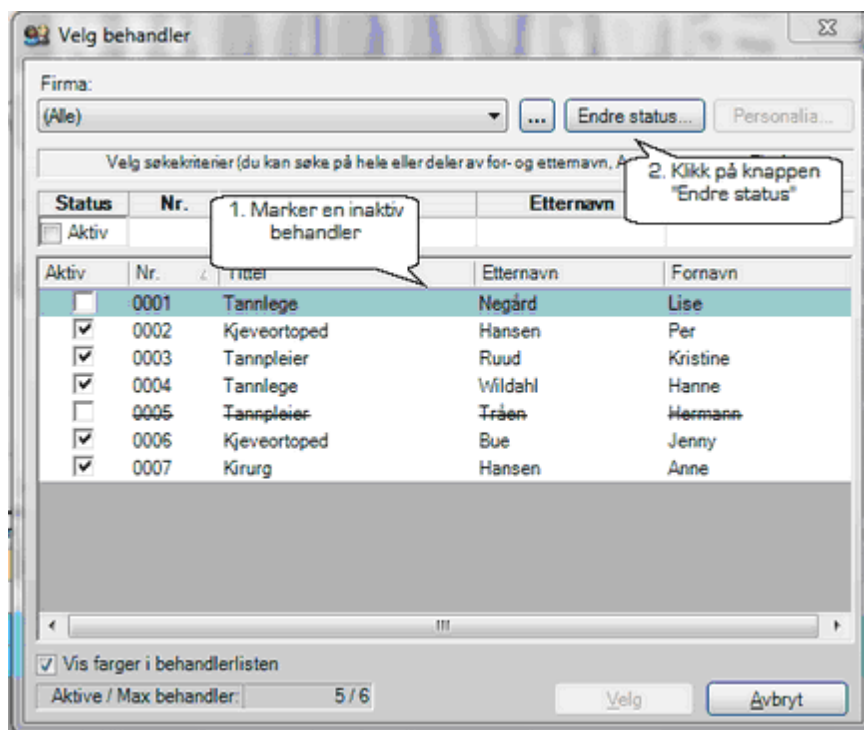 Velg behandler
Firma:
(Alle)
...
Endre status...
Personalia...
Velg søkekriterier (du kan søke på hele eller deler av for- og etternavn, A
2. Klikk på knappen
"Endre status"
Status Nr. Etternavn
1. Marker en inaktiv
behandler
Aktiv
Aktiv Nr. Tittel Etternavn Fornavn
0001 Tannlege Negård Lise
0002 Kjeveortoped Hansen Per
0003 Tannpleier Ruud Kristine
0004 Tannlege Wildahl Hanne
0005 Tannpleier Tråen Hermann
0006 Kjeveortoped Bue Jenny
0007 Kirurg Hansen Anne
Vis farger i behandlerlisten
Aktive / Max behandler: 5 / 6
Velg
Avbryt